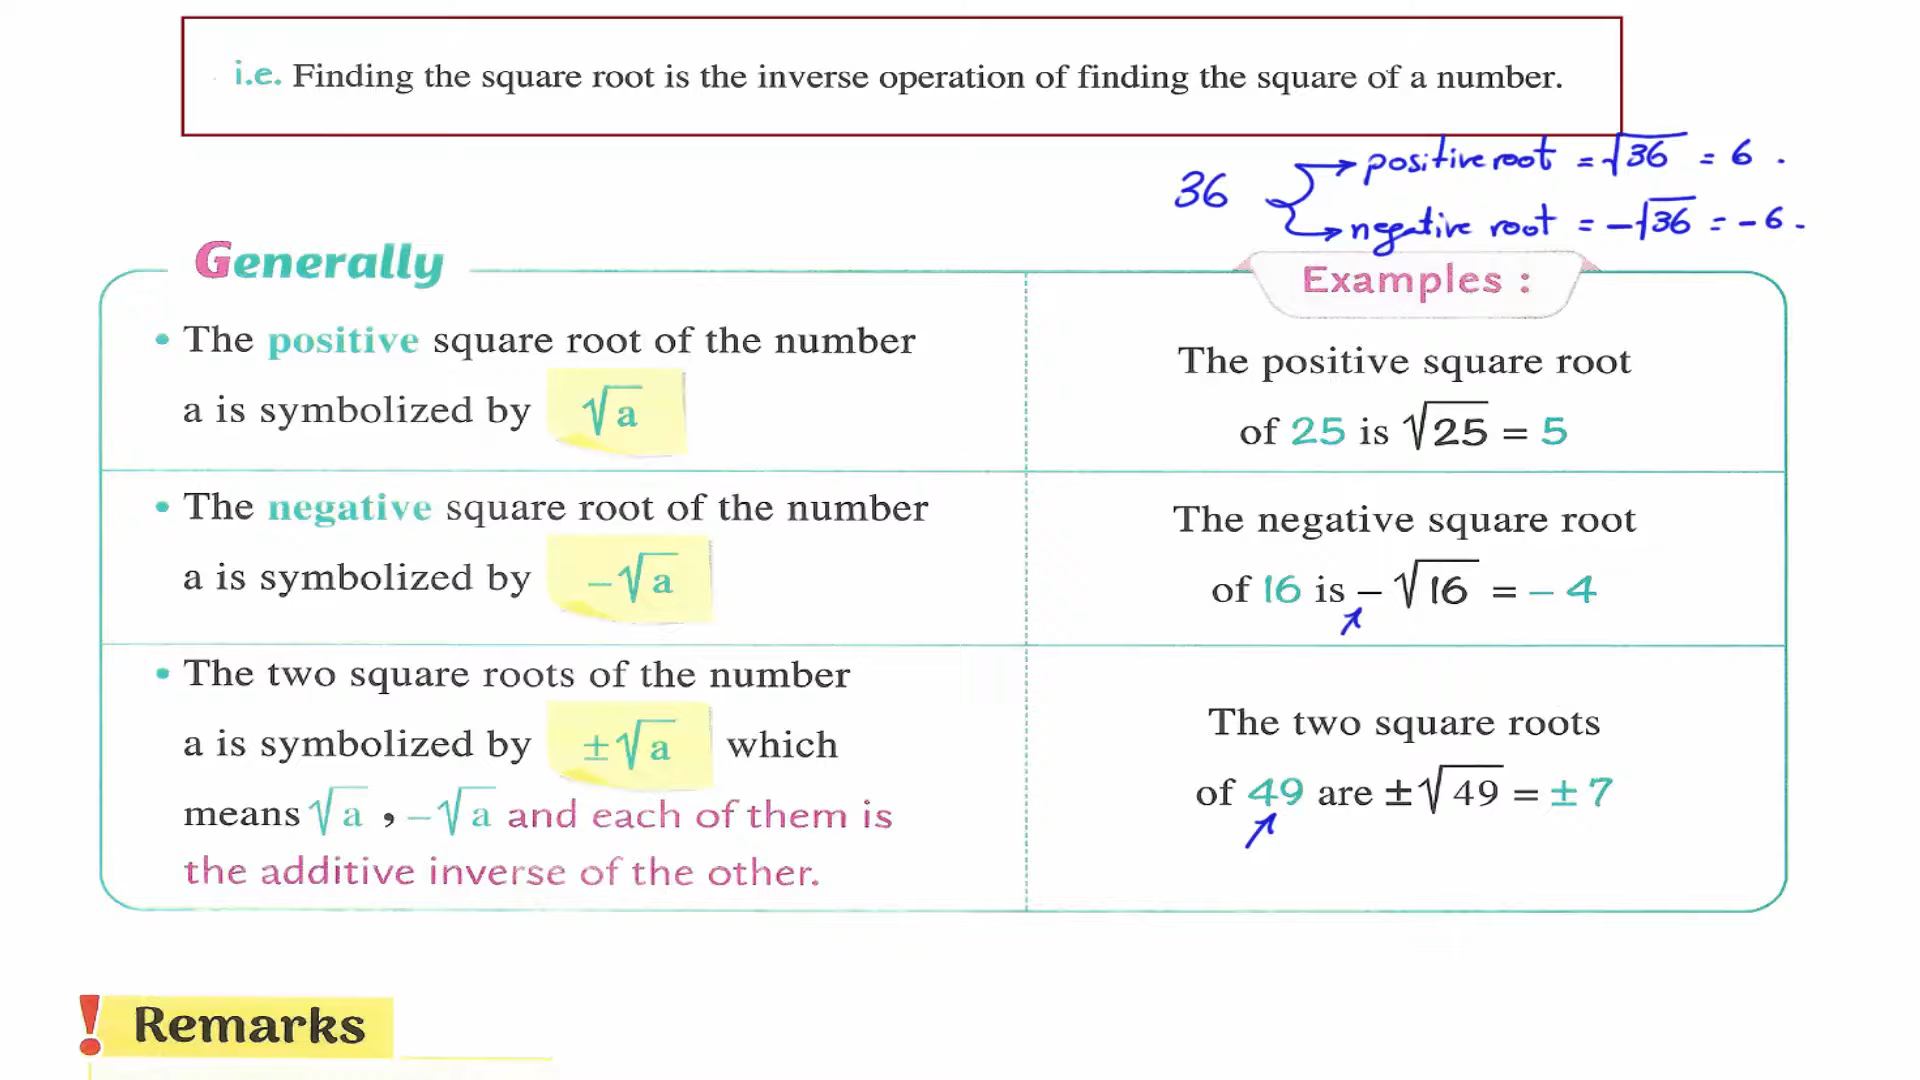 i.e. Finding the square root is the inverse operation of finding the square of a number.
36
positive root = √36 = 6 .
negative root = -√36 = -6 .
Generally
Examples :
• The positive square root of the number
a is symbolized by √a
The positive square root
of 25 is √25 = 5
• The negative square root of the number
a is symbolized by –√a
The negative square root
of 16 is – √16 = – 4
• The two square roots of the number
a is symbolized by ±√a which
means √a , –√a and each of them is
the additive inverse of the other.
The two square roots
of 49 are ±√49 = ± 7
! Remarks